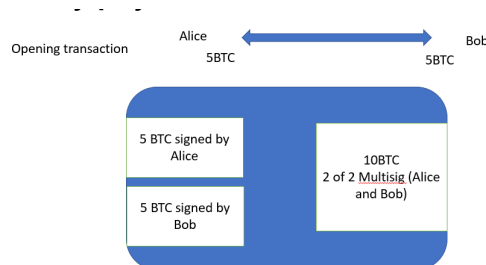 Opening transaction
Alice
5BTC
Bob
5BTC
5 BTC signed by
Alice
5 BTC signed by
Bob
10BTC
2 of 2 Multisig (Alice
and Bob)